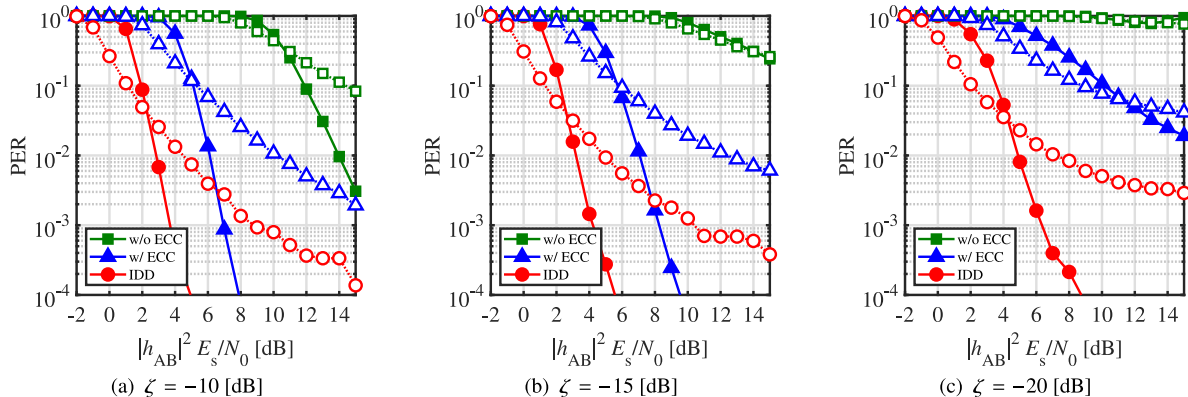 PER
10^0
10^-1
10^-2
10^-3
10^-4
w/o ECC
w/ ECC
IDD
-2 0 2 4 6 8 10 12 14
|h_AB|^2 E_s/N_0 [dB]
(a) ζ = −10 [dB]
PER
10^0
10^-1
10^-2
10^-3
10^-4
w/o ECC
w/ ECC
IDD
-2 0 2 4 6 8 10 12 14
|h_AB|^2 E_s/N_0 [dB]
(b) ζ = −15 [dB]
PER
10^0
10^-1
10^-2
10^-3
10^-4
w/o ECC
w/ ECC
IDD
-2 0 2 4 6 8 10 12 14
|h_AB|^2 E_s/N_0 [dB]
(c) ζ = −20 [dB]